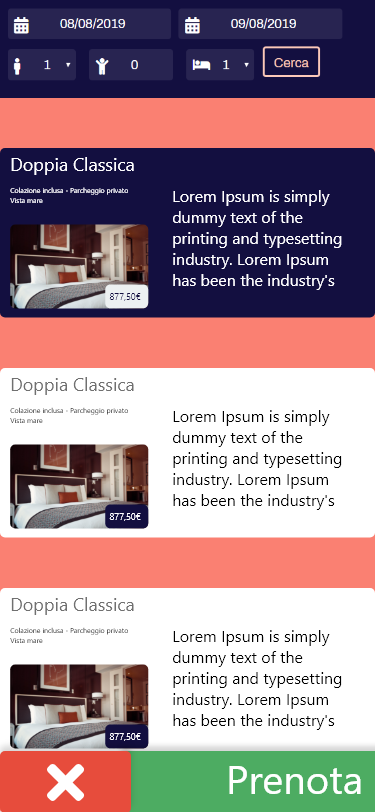 08/08/2019 09/08/2019
1 0 1 Cerca
Doppia Classica
Colazione inclusa - Parcheggio privato
Vista mare
Lorem Ipsum is simply
dummy text of the
printing and typesetting
industry. Lorem Ipsum
has been the industry's
877,50€
Doppia Classica
Colazione inclusa - Parcheggio privato
Vista mare
Lorem Ipsum is simply
dummy text of the
printing and typesetting
industry. Lorem Ipsum
has been the industry's
877,50€
Doppia Classica
Colazione inclusa - Parcheggio privato
Vista mare
Lorem Ipsum is simply
dummy text of the
printing and typesetting
industry. Lorem Ipsum
has been the industry's
877,50€
Prenota